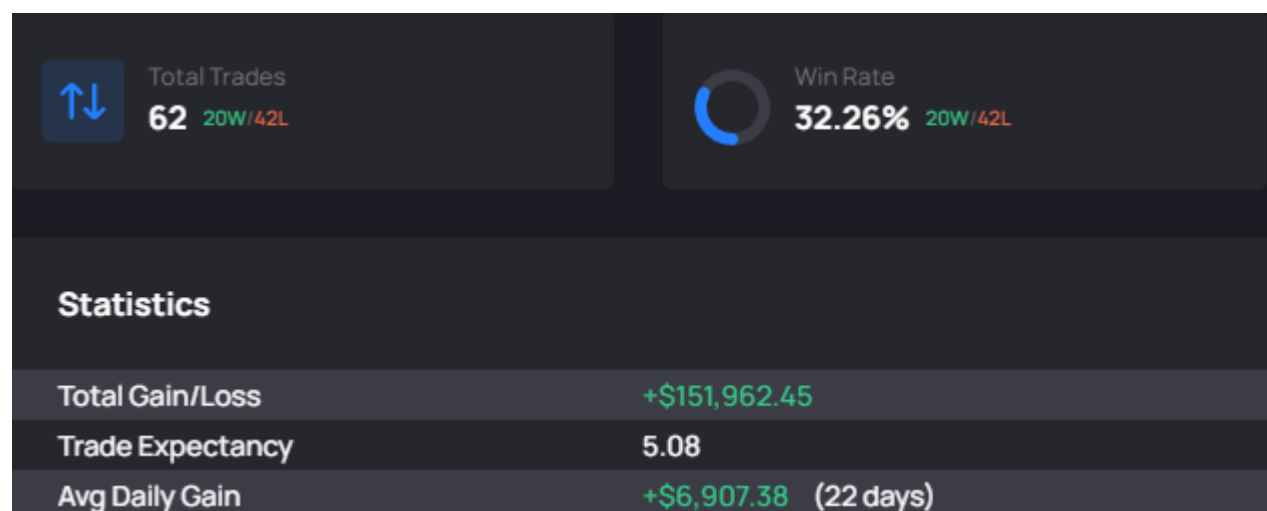 Total Trades
62 20W/42L
Win Rate
32.26% 20W/42L
Statistics
Total Gain/Loss +$151,962.45
Trade Expectancy 5.08
Avg Daily Gain +$6,907.38 (22 days)